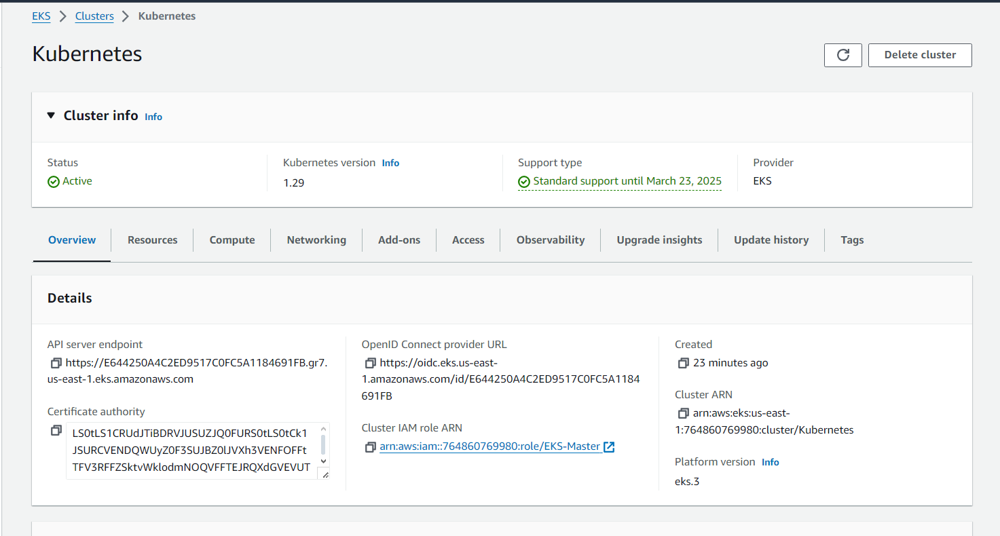 EKS > Clusters > Kubernetes
Kubernetes
Delete cluster
Cluster info Info
Status
Active
Kubernetes version Info
1.29
Support type
Standard support until March 23, 2025
Provider
EKS
Overview Resources Compute Networking Add-ons Access Observability Upgrade insights Update history Tags
Details
API server endpoint
https://E644250A4C2ED9517C0FC5A1184691FB.gr7.
us-east-1.eks.amazonaws.com
Certificate authority
LS0tLS1CRUdJTiBDRVJUSUZJQ0FURS0tLS0tCk1
JSURCVENDQWUyZ0F3SUJBZ0lJVXh3VENFOFFt
TFV3RFFZSktvWklodmNOQVFFTEJRQXdGVEVUT
OpenID Connect provider URL
https://oidc.eks.us-east-
1.amazonaws.com/id/E644250A4C2ED9517C0FC5A1184
691FB
Cluster IAM role ARN
arn:aws:iam::764860769980:role/EKS-Master
Created
23 minutes ago
Cluster ARN
arn:aws:eks:us-east-
1:764860769980:cluster/Kubernetes
Platform version Info
eks.3